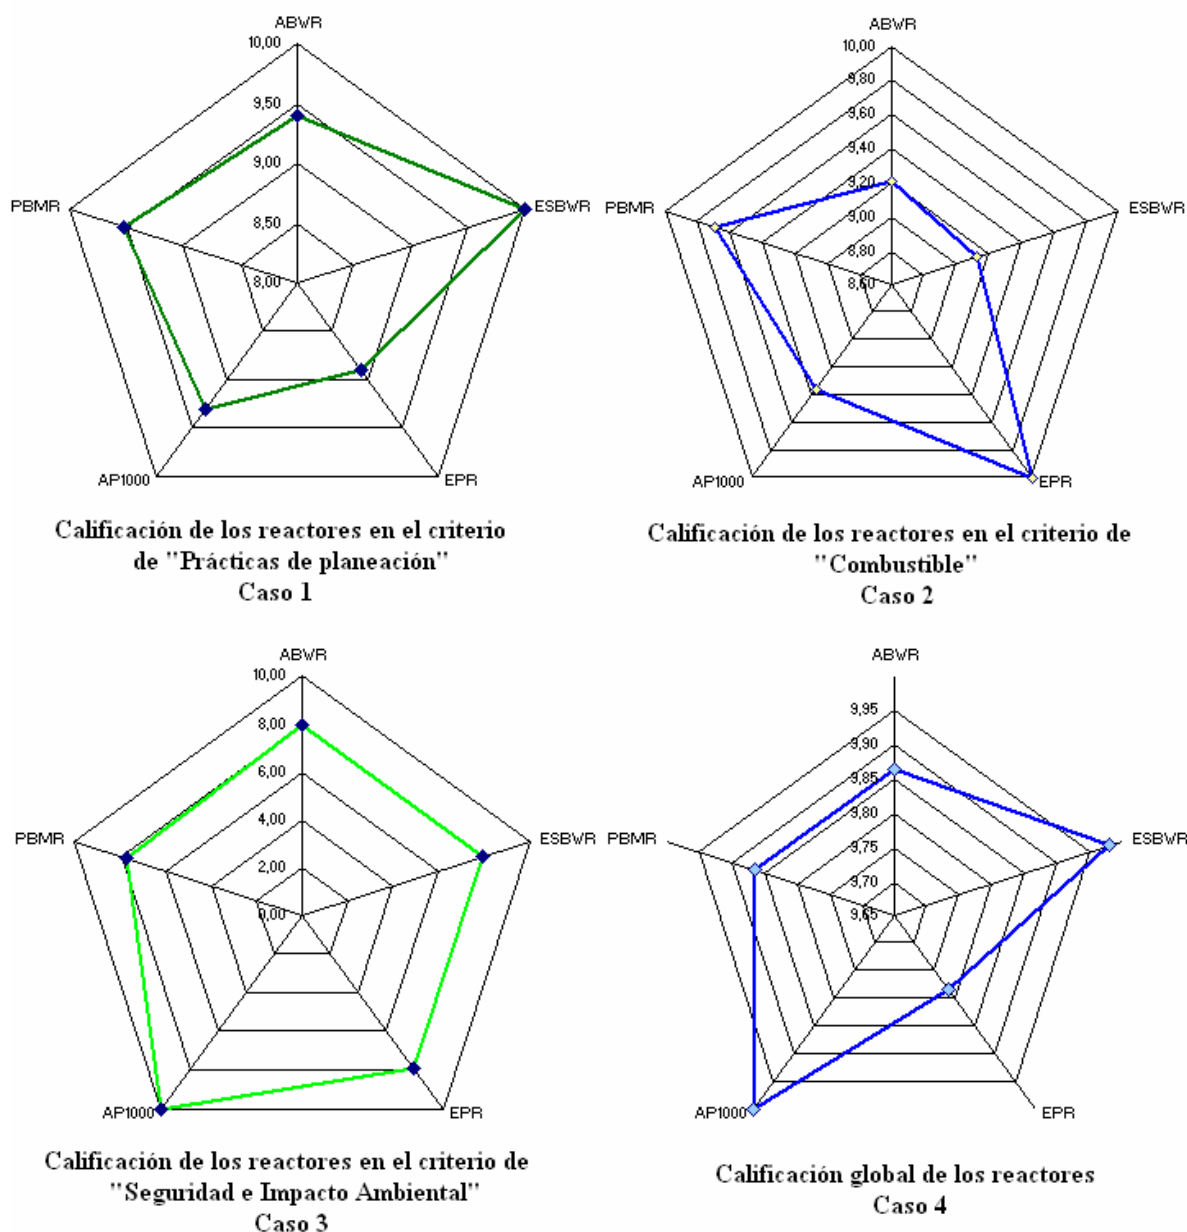 ABWR
10,00
9,50
9,00
8,50
8,00
PBMR
ESBWR
AP1000
EPR
Calificación de los reactores en el criterio
de "Prácticas de planeación"
Caso 1
ABWR
10,00
9,80
9,60
9,40
9,20
9,00
8,80
8,60
PBMR
ESBWR
AP1000
EPR
Calificación de los reactores en el criterio de
"Combustible"
Caso 2
ABWR
10,00
8,00
6,00
4,00
2,00
0,00
PBMR
ESBWR
AP1000
EPR
Calificación de los reactores en el criterio de
"Seguridad e Impacto Ambiental"
Caso 3
ABWR
9,95
9,90
9,85
9,80
9,75
9,70
9,65
PBMR
ESBWR
AP1000
EPR
Calificación global de los reactores
Caso 4